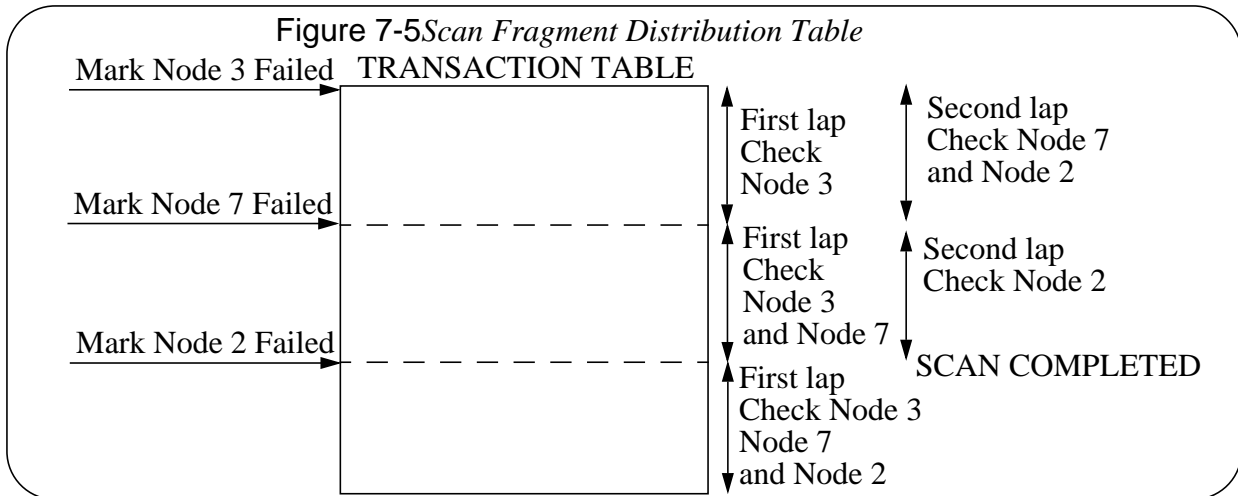 Figure 7-5Scan Fragment Distribution Table
Mark Node 3 Failed
TRANSACTION TABLE
First lap
Check
Node 3
Second lap
Check Node 7
and Node 2
Mark Node 7 Failed
First lap
Check
Node 3
and Node 7
Second lap
Check Node 2
Mark Node 2 Failed
SCAN COMPLETED
First lap
Check Node 3
Node 7
and Node 2